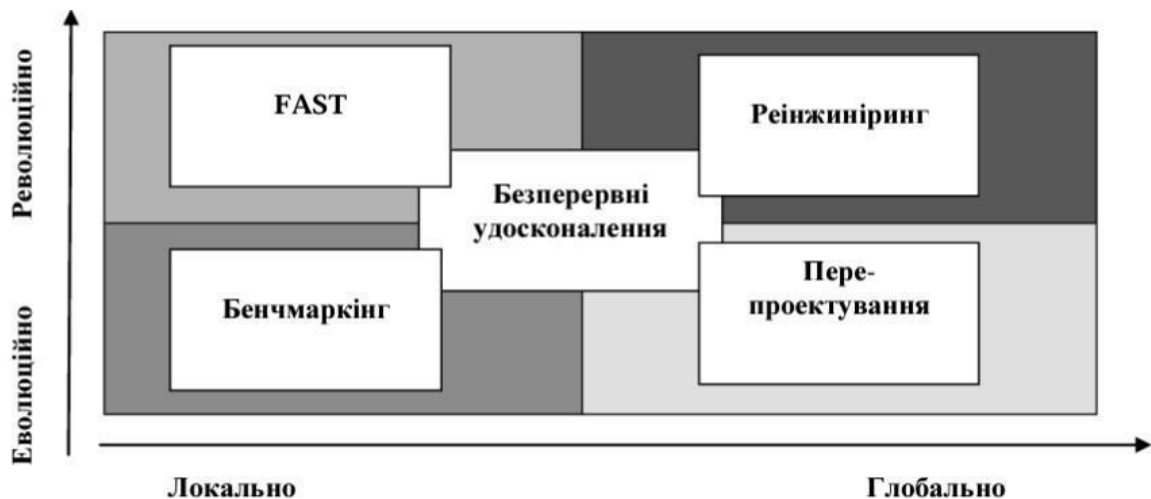 Революційно
FAST
Реінжиніринг
Безперервні
удосконалення
Еволюційно
Бенчмаркінг
Пере-
проектування
Локально
Глобально